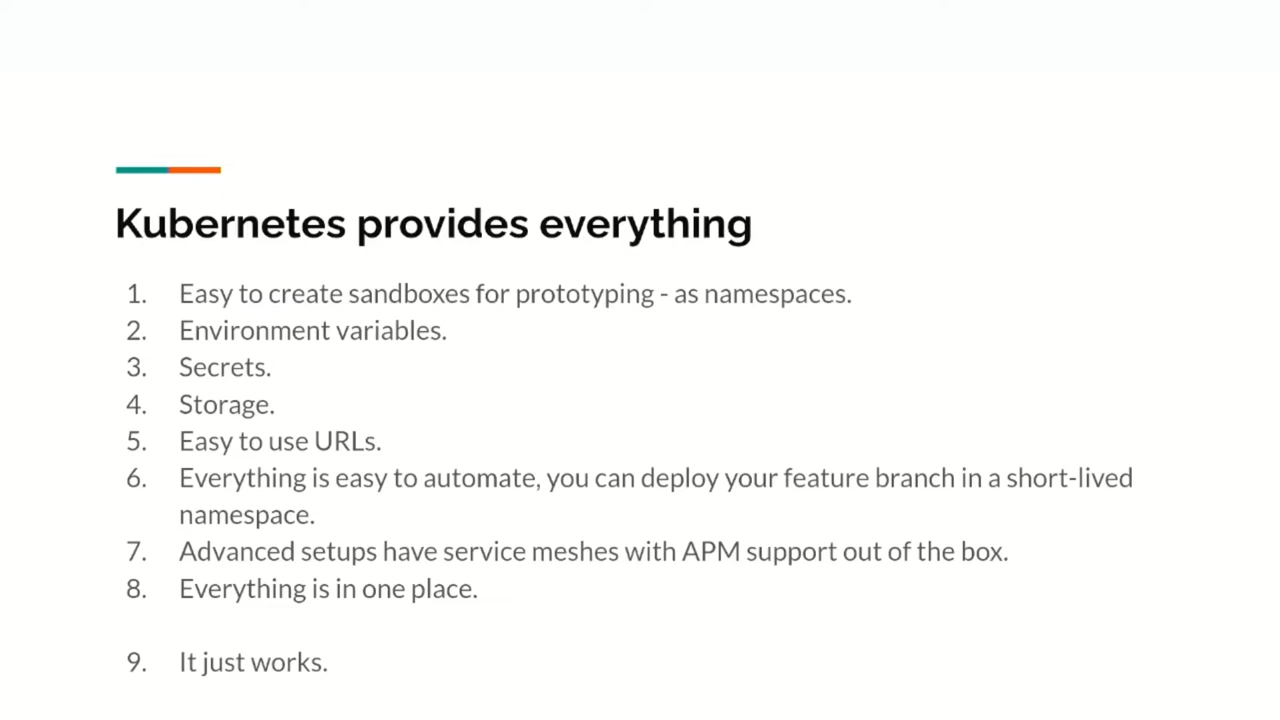 Kubernetes provides everything
1. Easy to create sandboxes for prototyping - as namespaces.
2. Environment variables.
3. Secrets.
4. Storage.
5. Easy to use URLs.
6. Everything is easy to automate, you can deploy your feature branch in a short-lived
namespace.
7. Advanced setups have service meshes with APM support out of the box.
8. Everything is in one place.
9. It just works.